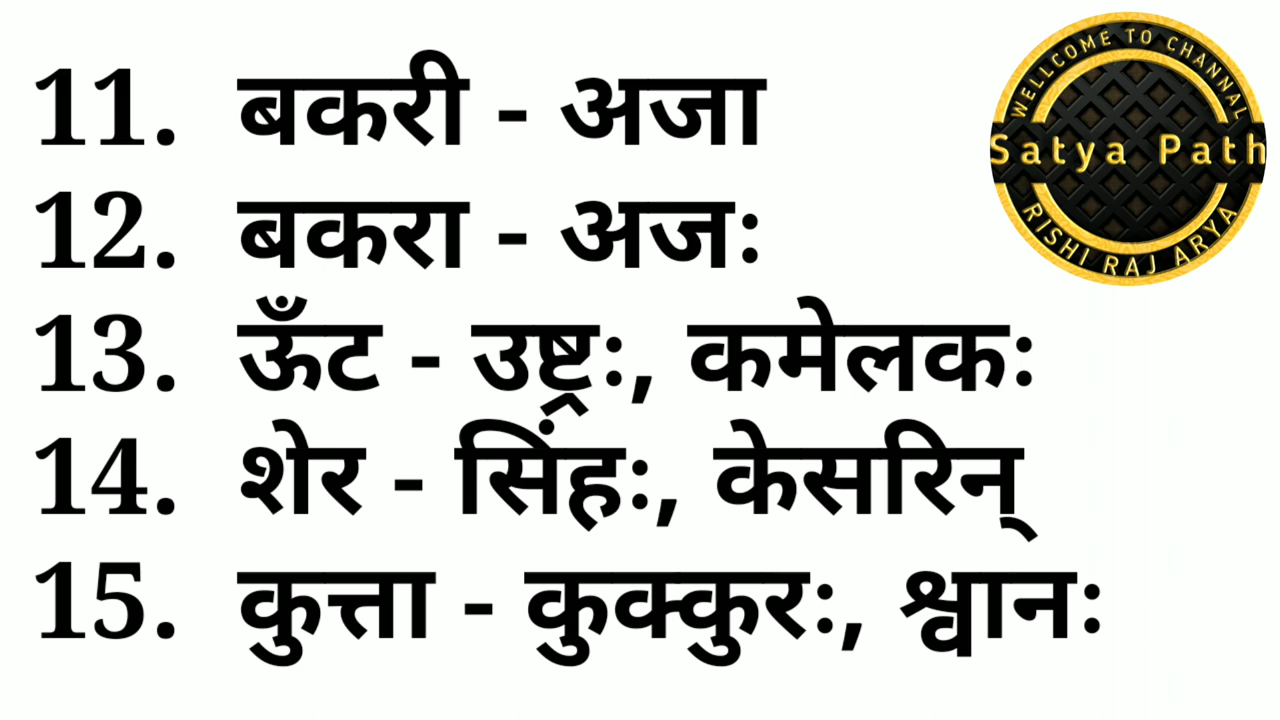 11. बकरी - अजा
12. बकरा - अजः
13. ऊँट - उष्ट्रः, कमेलकः
14. शेर - सिंहः, केसरिन्
15. कुत्ता - कुक्कुरः, श्वानः
WELLCOME TO CHANNAL
Satya Path
RISHI RAJ ARYA